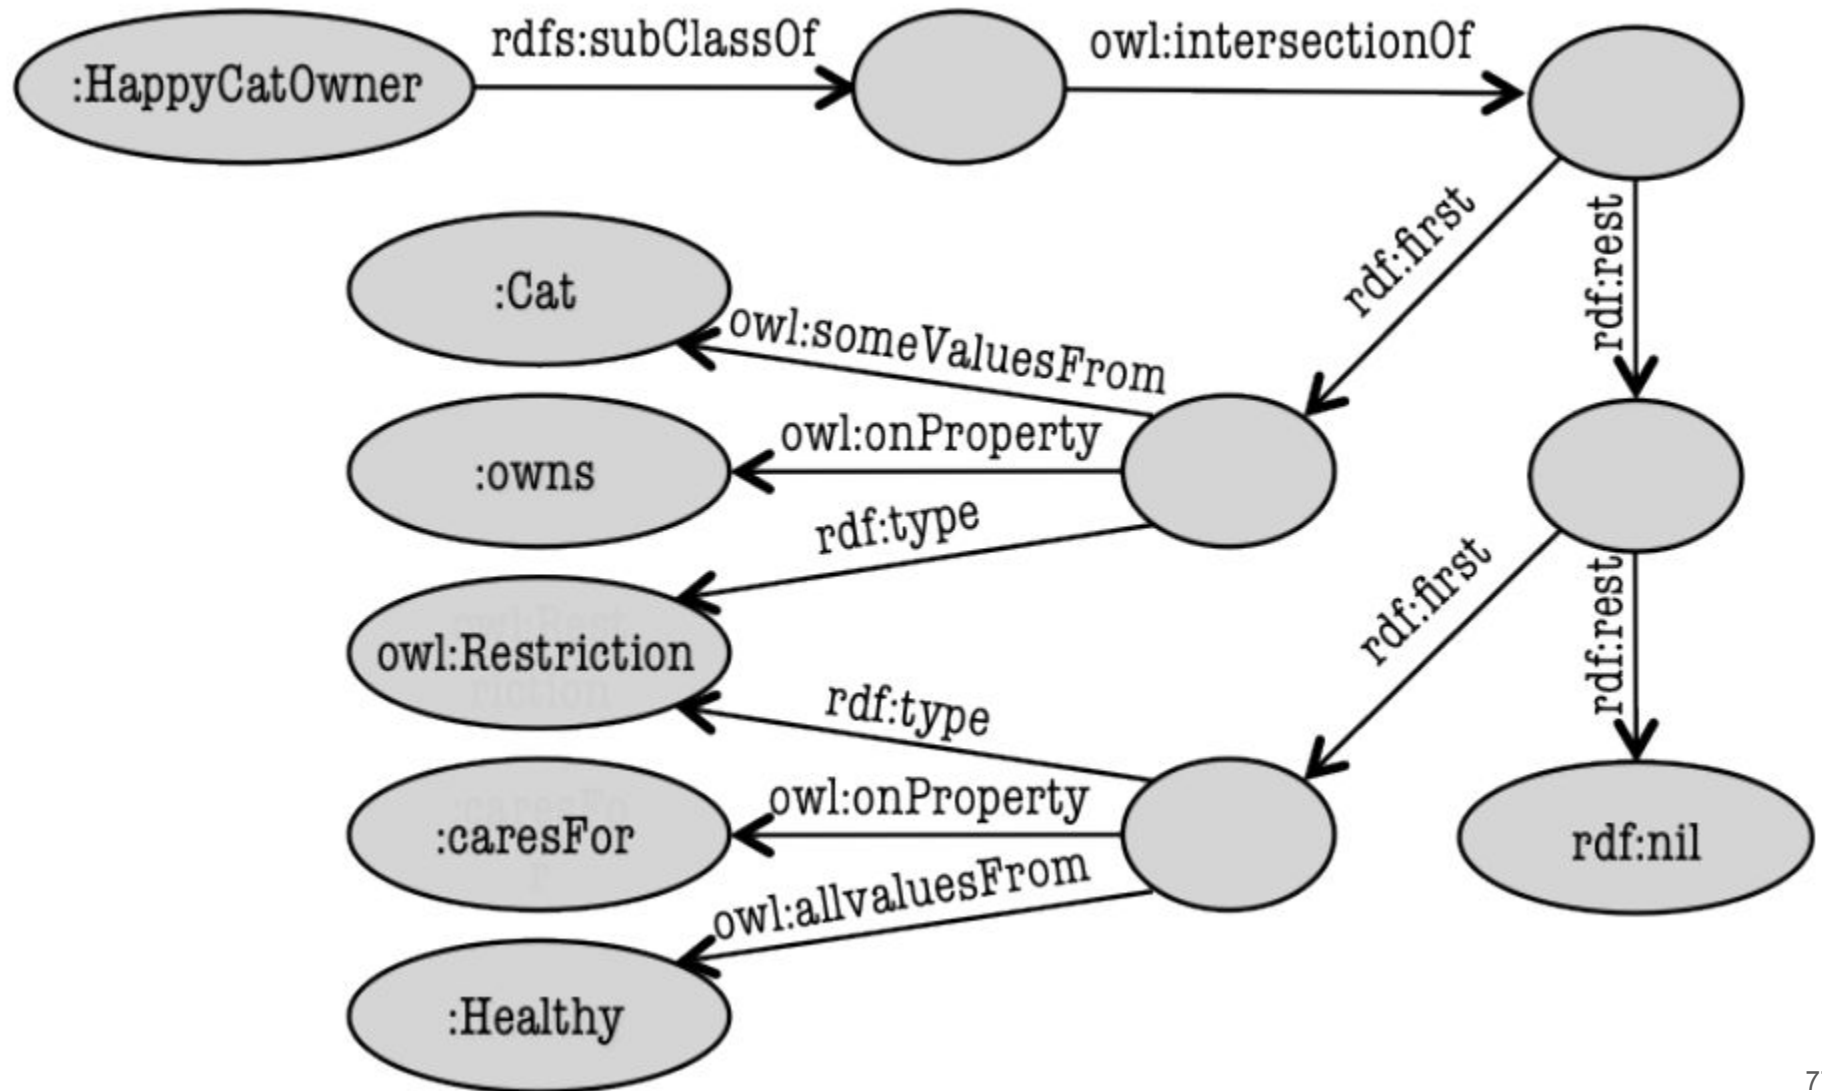 rdfs:subClassOf
owl:intersectionOf
:HappyCatOwner
rdf:first
rdf:rest
:Cat
owl:someValuesFrom
owl:onProperty
:owns
rdf:type
rdf:first
rdf:rest
owl:Restriction
rdf:type
owl:onProperty
:caresFor
rdf:nil
owl:allvaluesFrom
:Healthy